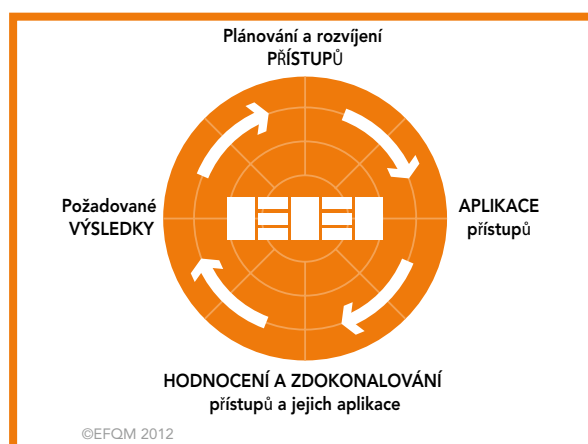 Plánování a rozvíjení
PŘÍSTUPŮ
Požadované
VÝSLEDKY
APLIKACE
přístupů
HODNOCENÍ A ZDOKONALOVÁNÍ
přístupů a jejich aplikace
©EFQM 2012